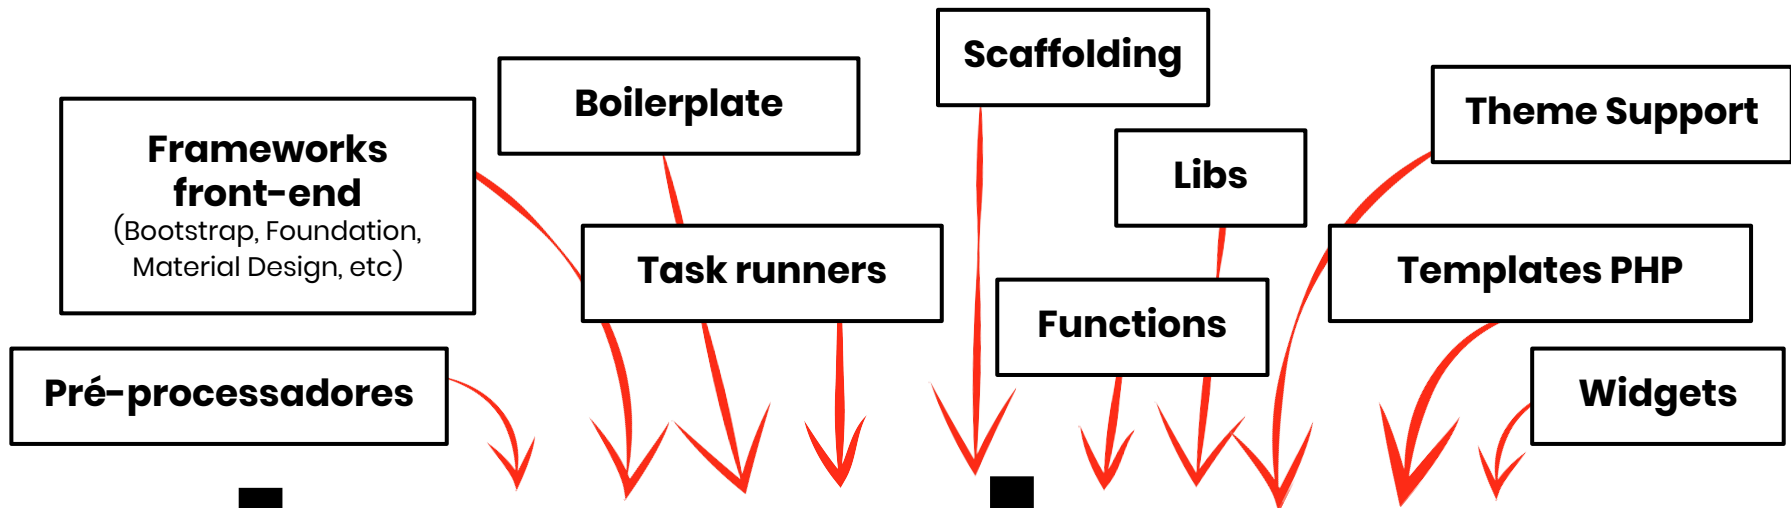 Scaffolding
Boilerplate
Theme Support
Frameworks
front-end
(Bootstrap, Foundation,
Material Design, etc)
Libs
Task runners
Templates PHP
Functions
Pré-processadores
Widgets